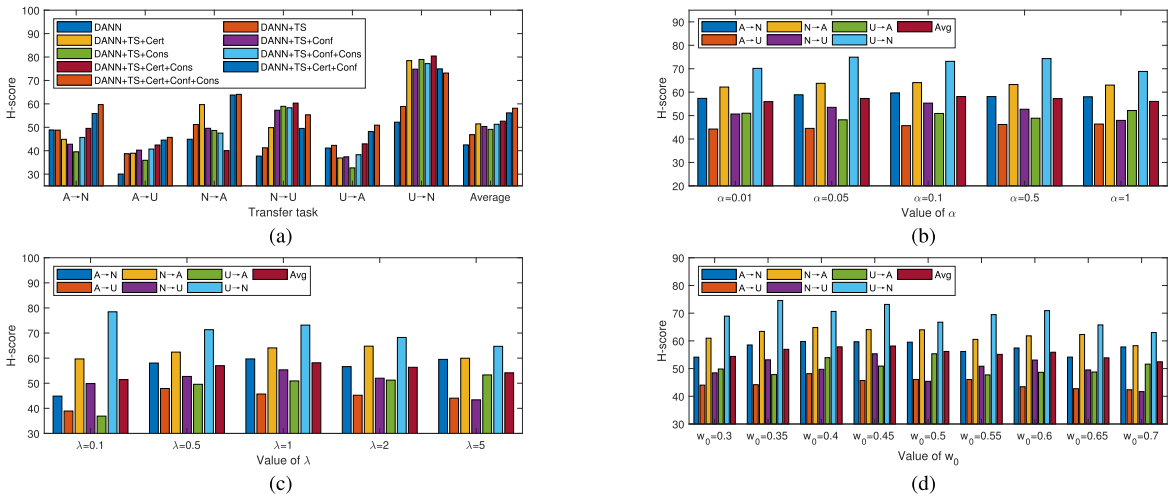 100
90
80
70
60
50
40
30
H-score
DANN
DANN+TS
DANN+TS+Cert
DANN+TS+Conf
DANN+TS+Cons
DANN+TS+Conf+Cons
DANN+TS+Cert+Cons
DANN+TS+Cert+Conf
DANN+TS+Cert+Conf+Cons
A→N A→U N→A N→U U→A U→N Average
Transfer task
(a)
90
80
70
60
50
40
30
20
H-score
A→N N→A U→A Avg
A→U N→U U→N
α=0.01 α=0.05 α=0.1 α=0.5 α=1
Value of α
(b)
100
90
80
70
60
50
40
30
H-score
A→N N→A U→A Avg
A→U N→U U→N
λ=0.1 λ=0.5 λ=1 λ=2 λ=5
Value of λ
(c)
90
80
70
60
50
40
30
H-score
A→N N→A U→A Avg
A→U N→U U→N
w₀=0.3 w₀=0.35 w₀=0.4 w₀=0.45 w₀=0.5 w₀=0.55 w₀=0.6 w₀=0.65 w₀=0.7
Value of w₀
(d)